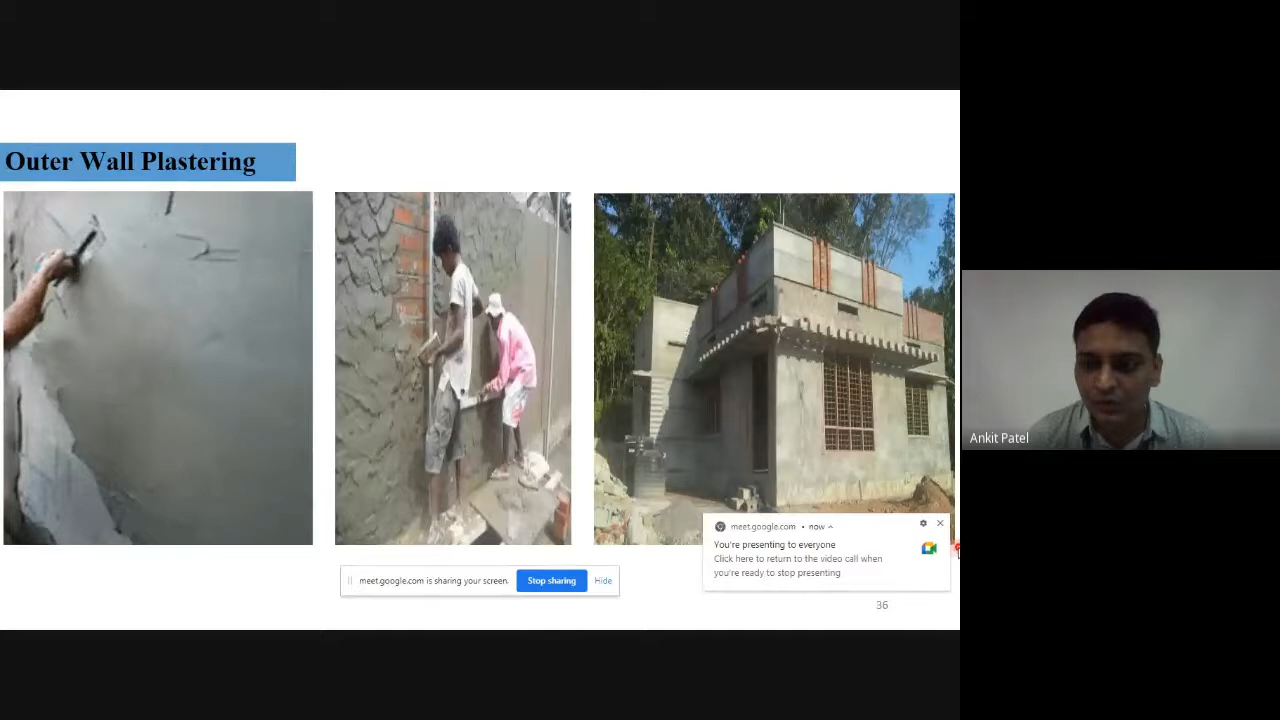 Outer Wall Plastering
Ankit Patel
meet.google.com • now
You're presenting to everyone
Click here to return to the video call when
you're ready to stop presenting
meet.google.com is sharing your screen.
Stop sharing
Hide
36